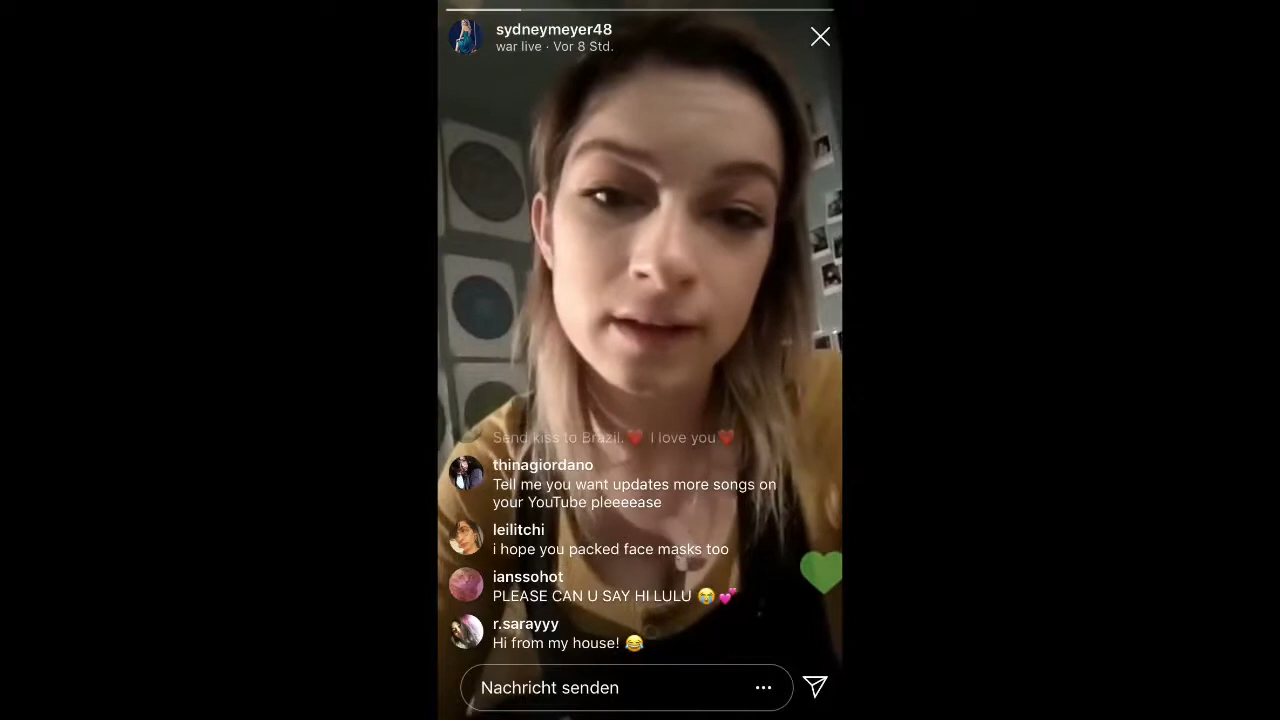 sydneymeyer48
war live · Vor 8 Std.
Send kiss to Brazil.❤️ I love you❤️
thinagiordano
Tell me you want updates more songs on
your YouTube pleeeease
leilitchi
i hope you packed face masks too
ianssohot
PLEASE CAN U SAY HI LULU 😭💕
r.sarayyy
Hi from my house! 😂
Nachricht senden